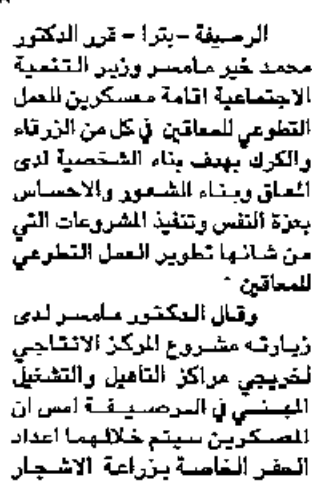 الرصيفة - بترا - قرر الدكتور
محمد خير مامسر وزير التنمية
الاجتماعية اقامة معسكرين للعمل
التطوعي للمعاقين في كل من الزرقاء
والكرك بهدف بناء الشخصية لدى
المعاق وبناء الشعور والاحساس
بعزة النفس وتنفيذ المشروعات التي
من شانها تطوير العمل التطوعي
للمعاقين .
وقال الدكتور مامسر لدى
زيارته مشروع المركز الانتاجي
لخريجي مراكز التاهيل والتشغيل
المهني في الرصيفة امس ان
المعسكرين سيتم خلالهما اعداد
الحفر الخاصة بزراعة الاشجار